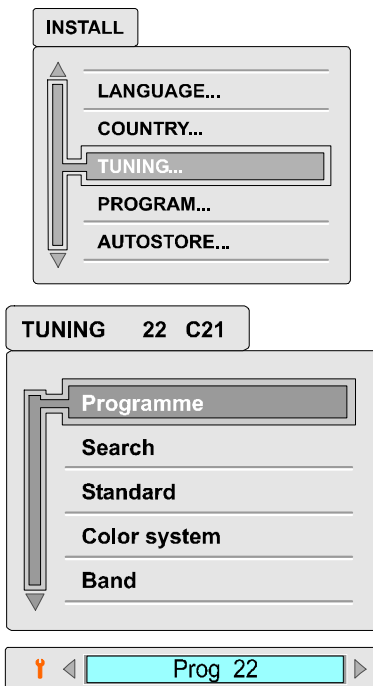 INSTALL
LANGUAGE...
COUNTRY...
TUNING...
PROGRAM...
AUTOSTORE...
TUNING 22 C21
Programme
Search
Standard
Color system
Band
Prog 22